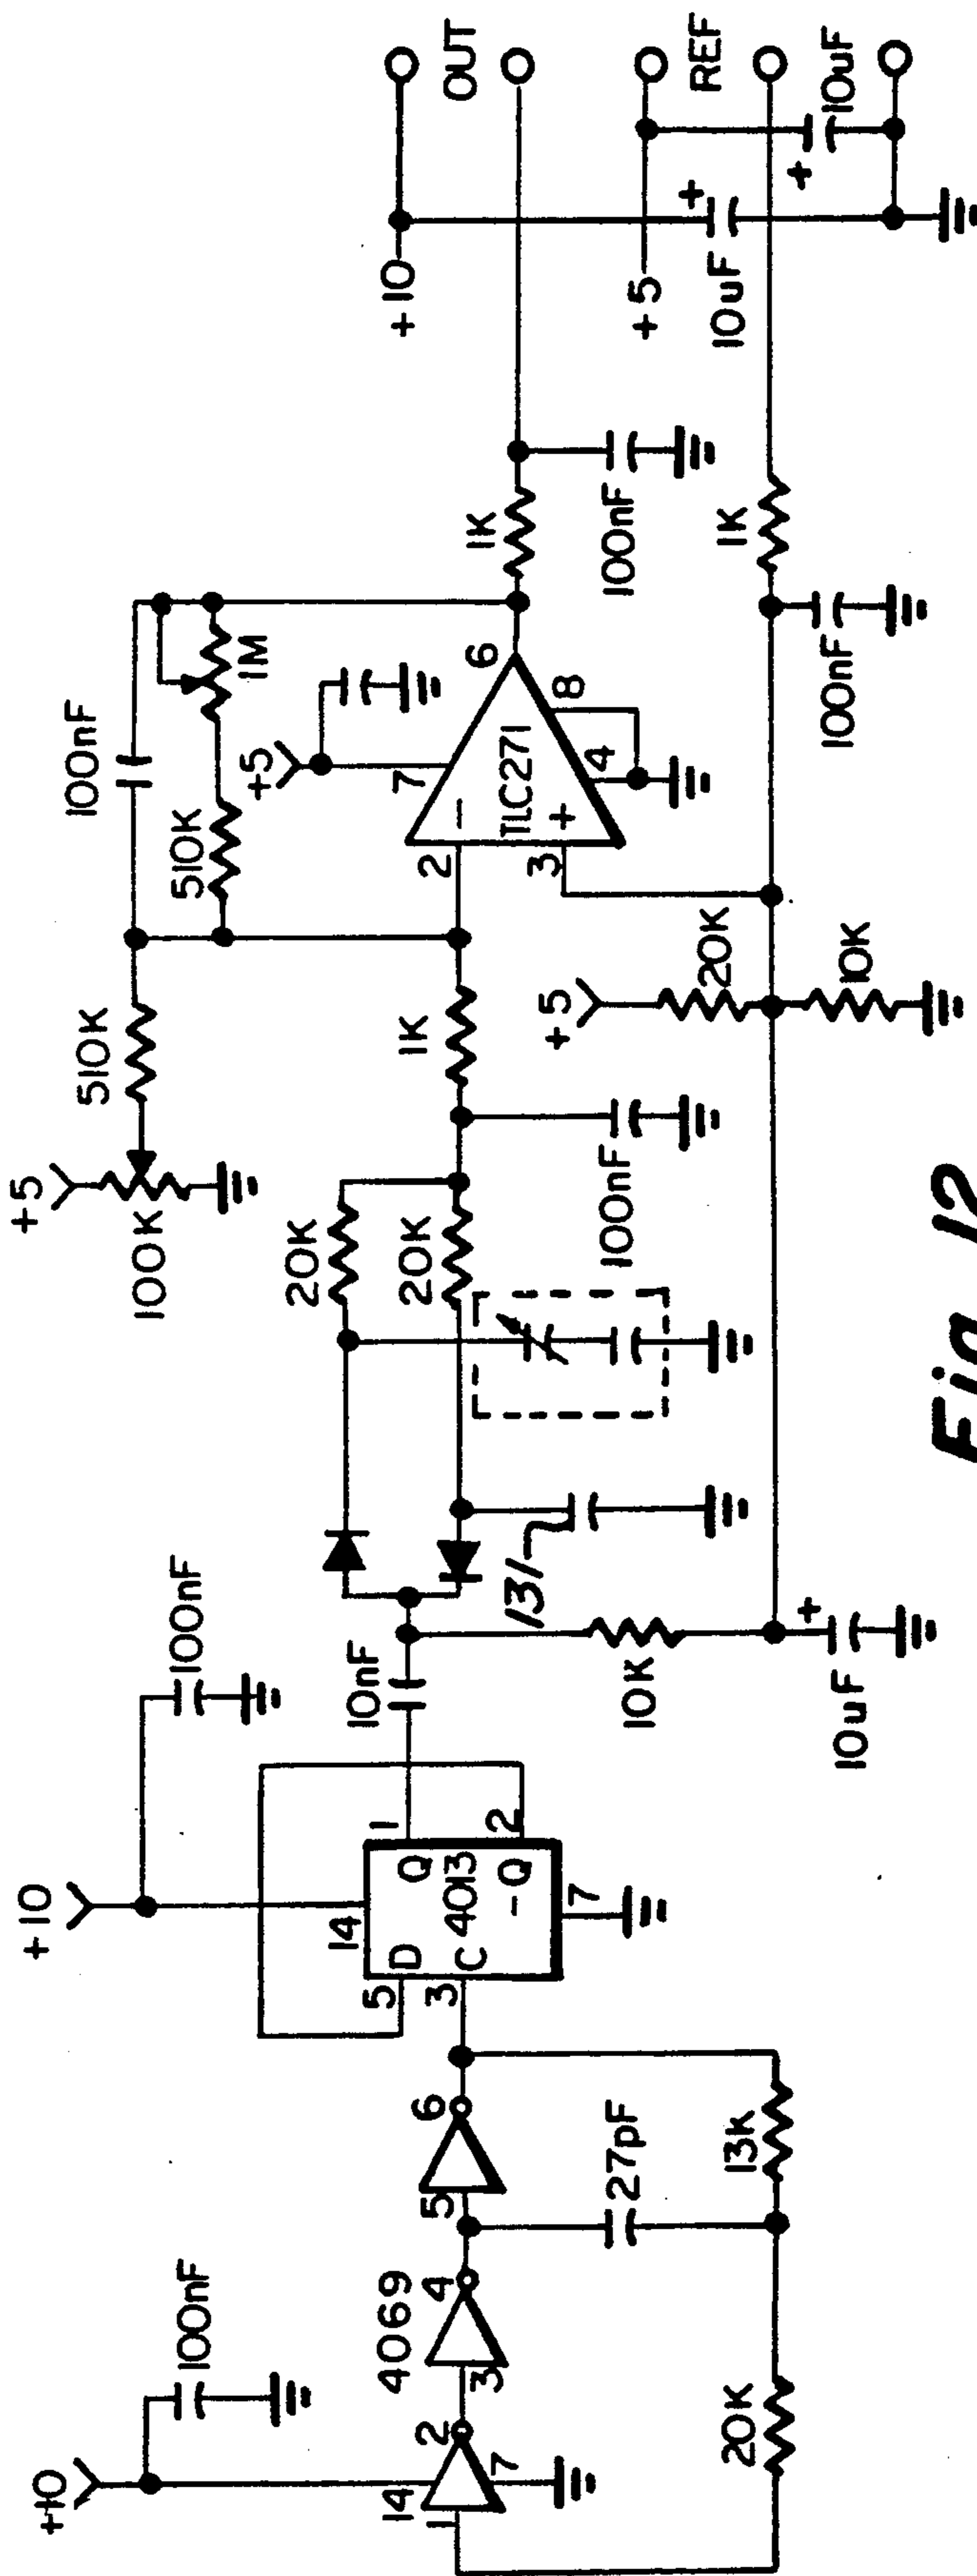 +10
100nF
14
1
2
7
4069
3
4
5
6
20K
27pF
13K
+10
100nF
14
5 D
3 C
4013
Q 1
-Q 2
7
10nF
10K
10uF
+
131
20K
20K
100nF
+5
100K
510K
1K
+5
20K
10K
100nF
510K
1M
+5
7
2
-
3
+
TLC271
4
8
6
1K
100nF
1K
100nF
+10
OUT
+5
REF
10uF
+
+
10uF
Fig. 12